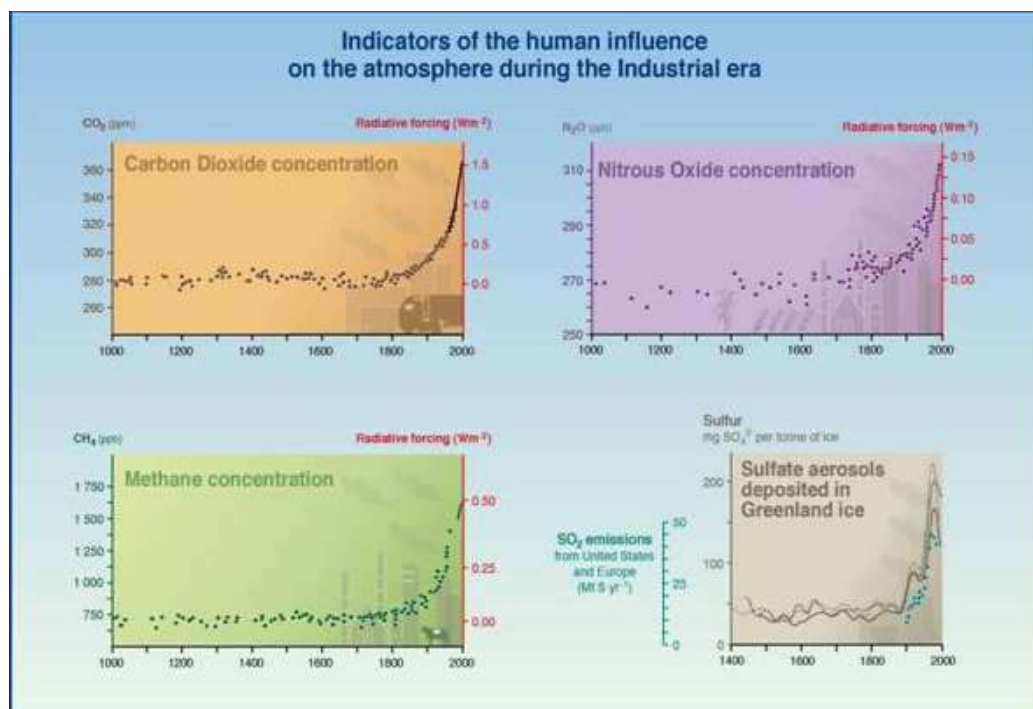 Indicators of the human influence
on the atmosphere during the Industrial era
CO₂ (ppm)
Radiative forcing (Wm⁻²)
Carbon Dioxide concentration
360
340
320
300
280
260
1.5
1.0
0.5
0.0
1000 1200 1400 1600 1800 2000
N₂O (ppb)
Radiative forcing (Wm⁻²)
Nitrous Oxide concentration
310
290
270
250
0.15
0.10
0.05
0.00
1000 1200 1400 1600 1800 2000
CH₄ (ppb)
Radiative forcing (Wm⁻²)
Methane concentration
1 750
1 500
1 250
1 000
750
0.50
0.25
0.00
1000 1200 1400 1600 1800 2000
Sulfur
mg SO₄ per tonne of ice
Sulfate aerosols
deposited in
Greenland ice
200
100
0
SO₂ emissions
from United States
and Europe
(Mt S yr⁻¹)
50
25
0
1400 1600 1800 2000